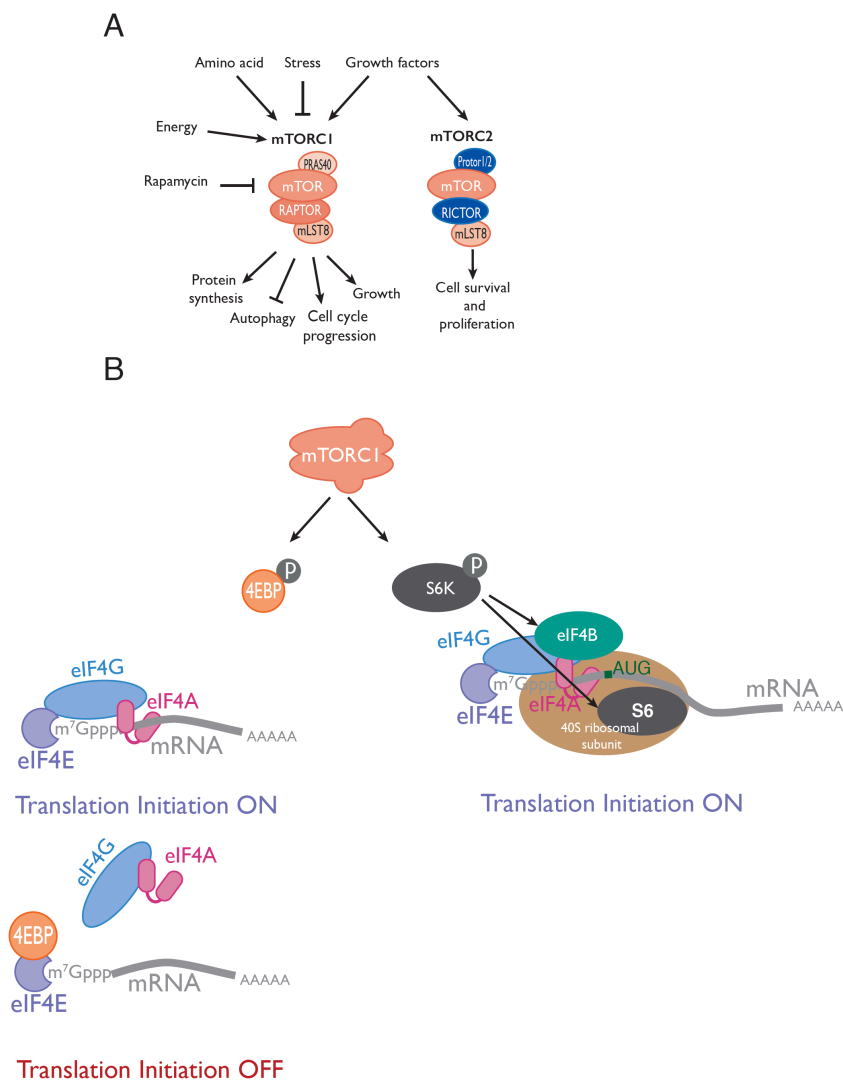 A
Amino acid
Stress
Growth factors
Energy
mTORC1
mTORC2
PRAS40
Protor1/2
Rapamycin
mTOR
mTOR
RAPTOR
RICTOR
mLST8
mLST8
Protein
synthesis
Autophagy
Cell cycle
progression
Growth
Cell survival
and
proliferation
B
mTORC1
P
4EBP
P
S6K
eIF4B
eIF4G
AUG
m⁷Gppp
eIF4A
eIF4E
S6
40S ribosomal
subunit
mRNA
AAAAA
eIF4G
eIF4A
m⁷Gppp
mRNA
AAAAA
eIF4E
Translation Initiation ON
Translation Initiation ON
eIF4G
eIF4A
4EBP
m⁷Gppp
mRNA
AAAAA
eIF4E
Translation Initiation OFF